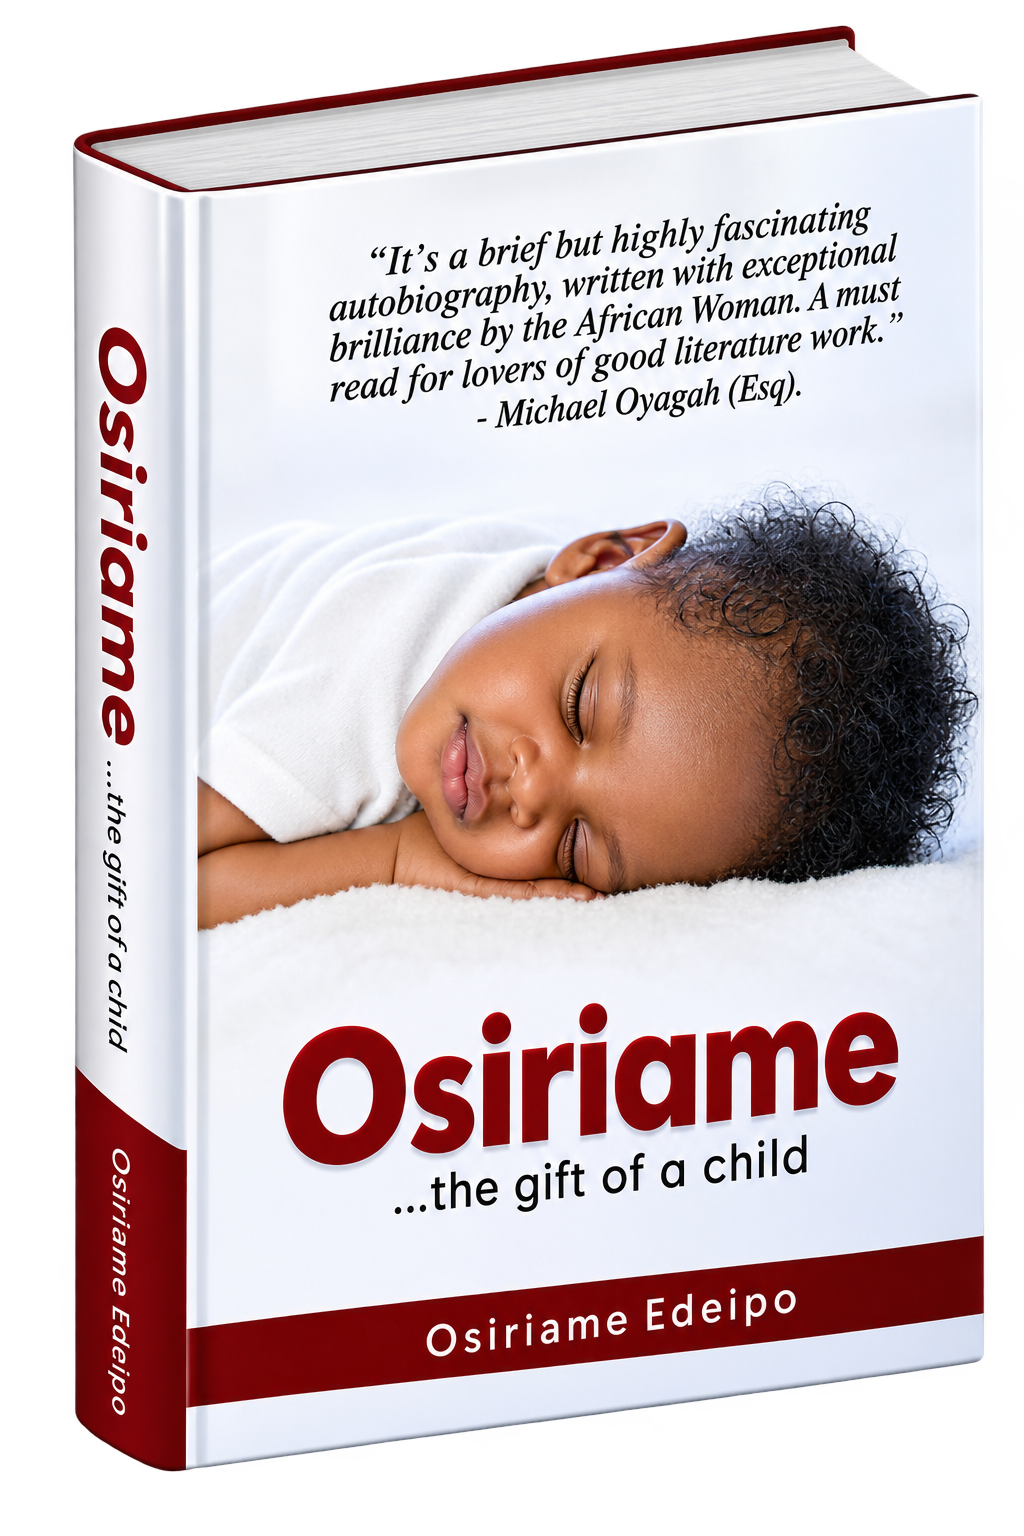 “It’s a brief but highly fascinating
autobiography, written with exceptional
brilliance by the African Woman. A must
read for lovers of good literature work.”
- Michael Oyagah (Esq).
Osiriame
...the gift of a child
Osiriame Edeipo
Osiriame ...the gift of a chid
Osiriame Edeipo